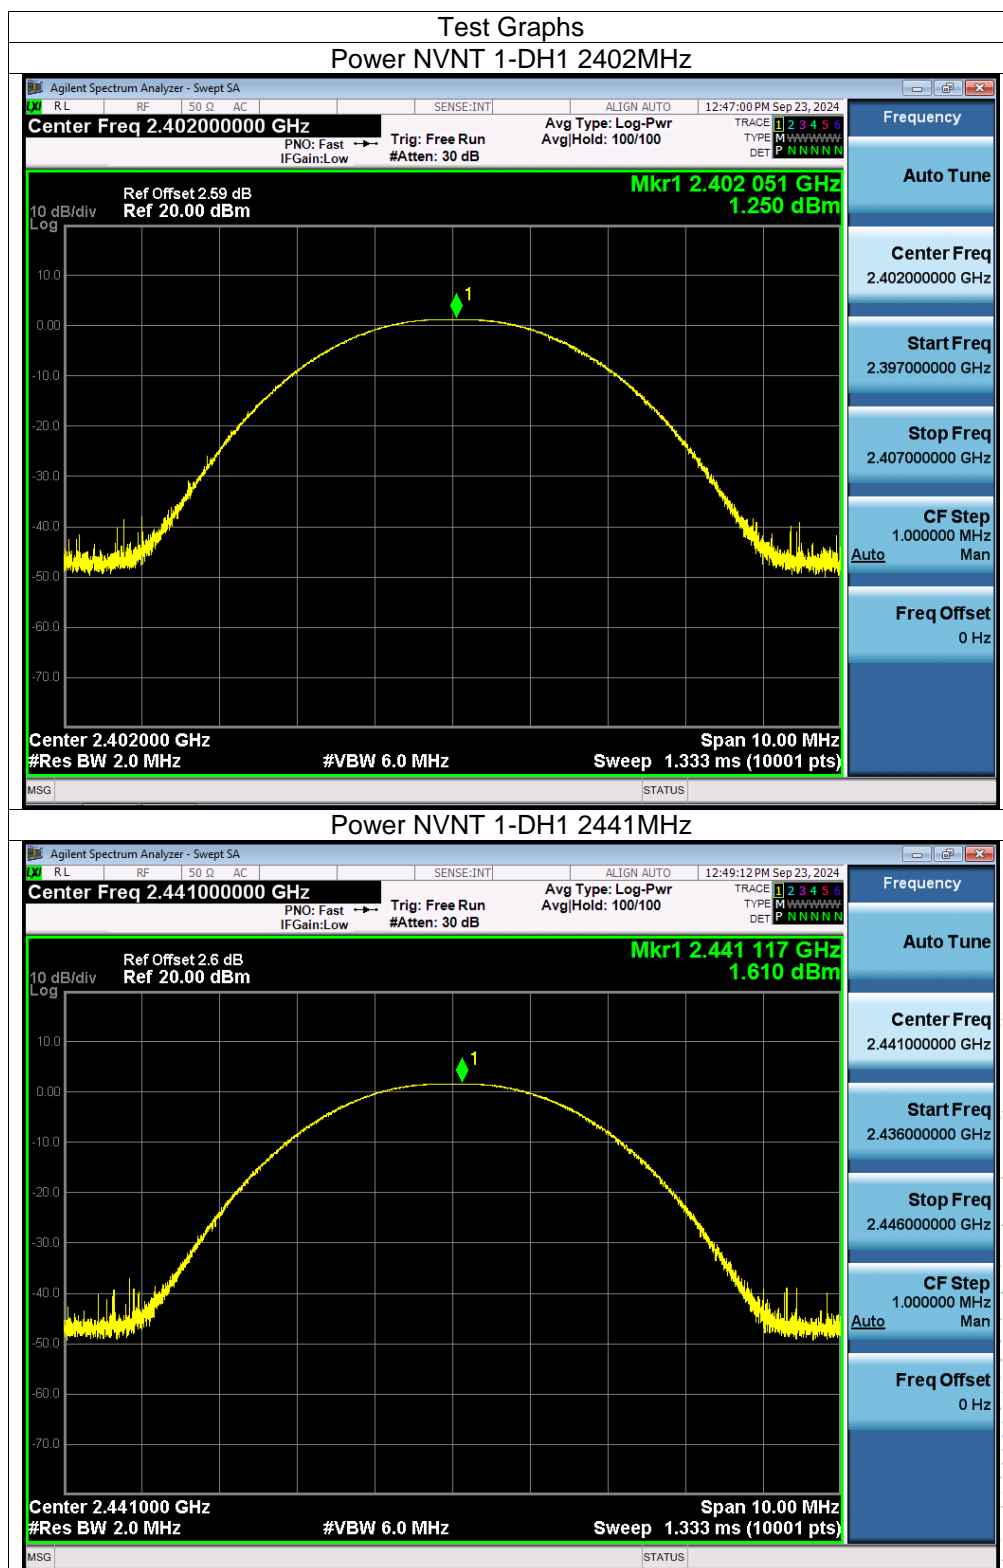 Test Graphs
Power NVNT 1-DH1 2402MHz
Agilent Spectrum Analyzer - Swept SA
LXI RL RF 50 Ω AC SENSE:INT ALIGN AUTO 12:47:00 PM Sep 23, 2024
Center Freq 2.402000000 GHz
PNO: Fast
IFGain:Low
Trig: Free Run
#Atten: 30 dB
Avg Type: Log-Pwr
Avg|Hold: 100/100
TRACE 1 2 3 4 5 6
TYPE M WWWWW
DET P N N N N N
Frequency
Auto Tune
Center Freq
2.402000000 GHz
Start Freq
2.397000000 GHz
Stop Freq
2.407000000 GHz
CF Step
1.000000 MHz
Auto Man
Freq Offset
0 Hz
Mkr1 2.402 051 GHz
1.250 dBm
Ref Offset 2.59 dB
10 dB/div Ref 20.00 dBm
Log
1
10.0
0.00
-10.0
-20.0
-30.0
-40.0
-50.0
-60.0
-70.0
Center 2.402000 GHz Span 10.00 MHz
#Res BW 2.0 MHz #VBW 6.0 MHz Sweep 1.333 ms (10001 pts)
MSG STATUS
Power NVNT 1-DH1 2441MHz
Agilent Spectrum Analyzer - Swept SA
LXI RL RF 50 Ω AC SENSE:INT ALIGN AUTO 12:49:12 PM Sep 23, 2024
Center Freq 2.441000000 GHz
PNO: Fast
IFGain:Low
Trig: Free Run
#Atten: 30 dB
Avg Type: Log-Pwr
Avg|Hold: 100/100
TRACE 1 2 3 4 5 6
TYPE M WWWWW
DET P N N N N N
Frequency
Auto Tune
Center Freq
2.441000000 GHz
Start Freq
2.436000000 GHz
Stop Freq
2.446000000 GHz
CF Step
1.000000 MHz
Auto Man
Freq Offset
0 Hz
Mkr1 2.441 117 GHz
1.610 dBm
Ref Offset 2.6 dB
10 dB/div Ref 20.00 dBm
Log
1
10.0
0.00
-10.0
-20.0
-30.0
-40.0
-50.0
-60.0
-70.0
Center 2.441000 GHz Span 10.00 MHz
#Res BW 2.0 MHz #VBW 6.0 MHz Sweep 1.333 ms (10001 pts)
MSG STATUS